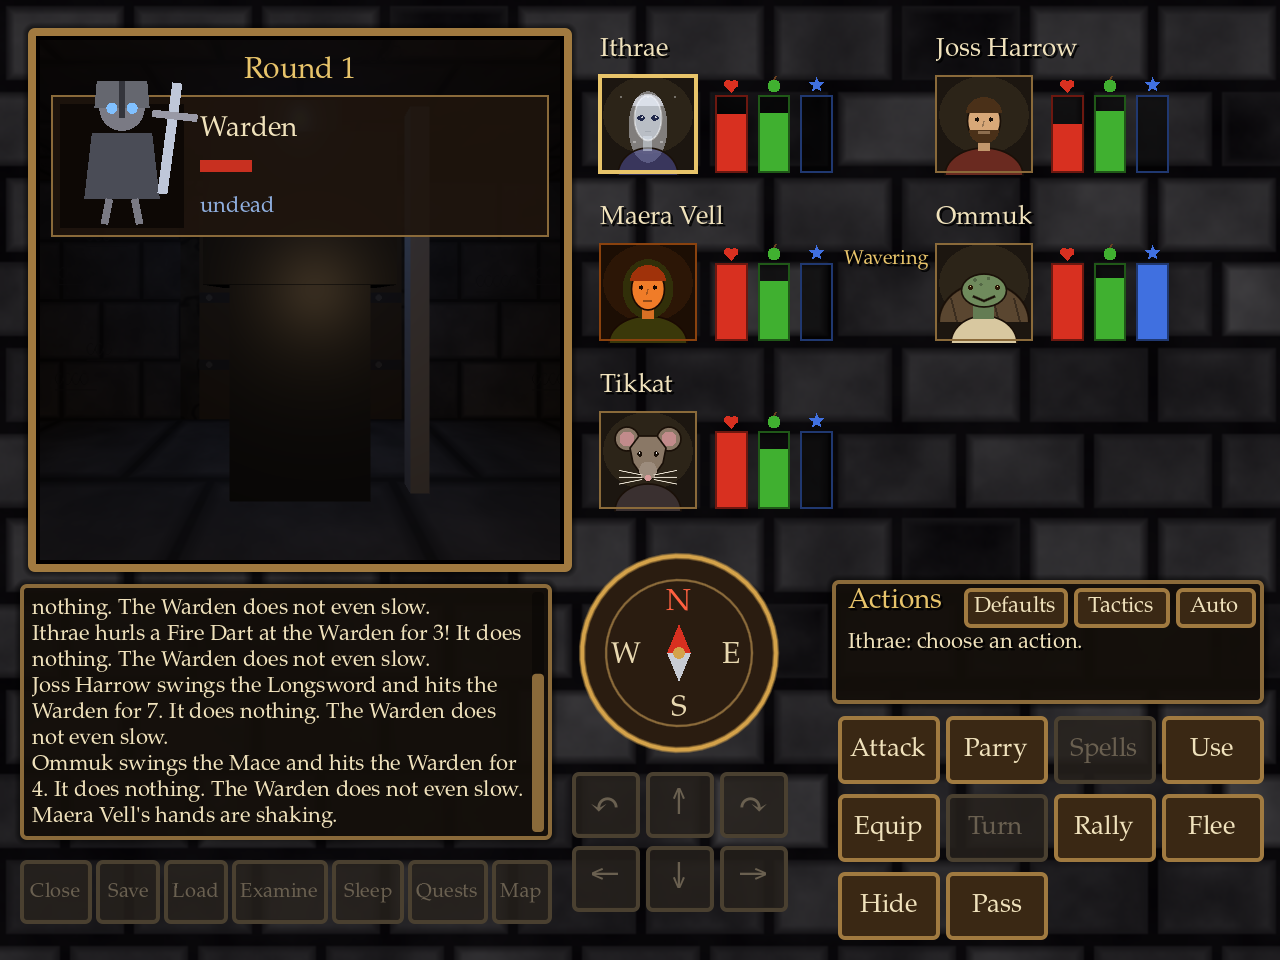 Round 1
Warden
undead
Ithrae
Joss Harrow
Maera Vell
Wavering
Ommuk
Tikkat
nothing. The Warden does not even slow.
Ithrae hurls a Fire Dart at the Warden for 3! It does
nothing. The Warden does not even slow.
Joss Harrow swings the Longsword and hits the
Warden for 7. It does nothing. The Warden does
not even slow.
Ommuk swings the Mace and hits the Warden for
4. It does nothing. The Warden does not even slow.
Maera Vell's hands are shaking.
N
W E
S
Actions Defaults Tactics Auto
Ithrae: choose an action.
Attack Parry Spells Use
Equip Turn Rally Flee
Hide Pass
Close Save Load Examine Sleep Quests Map